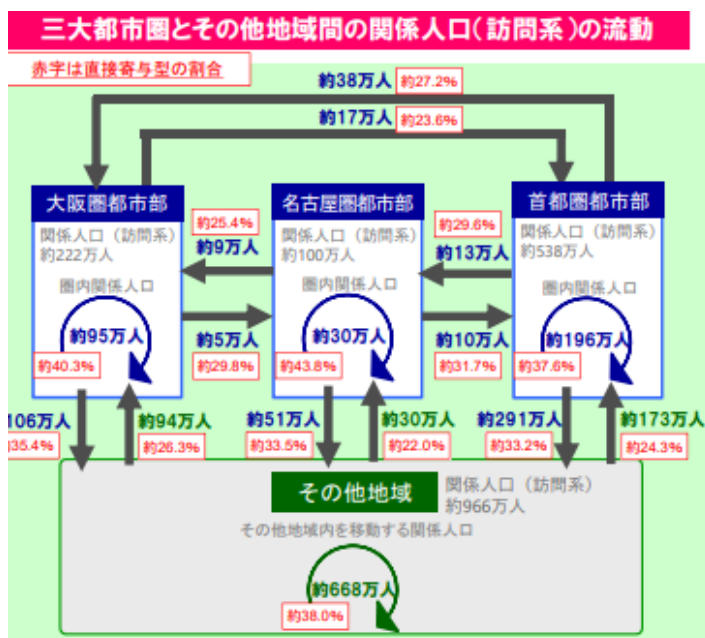 三大都市圏とその他地域間の関係人口(訪問系)の流動
赤字は直接寄与型の割合
約38万人 約27.2%
約17万人 約23.6%
大阪圏都市部
関係人口(訪問系)
約222万人
圏内関係人口
約95万人
約40.3%
約25.4%
約9万人
約5万人
約29.8%
名古屋圏都市部
関係人口(訪問系)
約100万人
圏内関係人口
約30万人
約43.8%
約29.6%
約13万人
約10万人
約31.7%
首都圏都市部
関係人口(訪問系)
約538万人
圏内関係人口
約196万人
約37.6%
106万人
35.4%
約94万人
約26.3%
約51万人
約33.5%
約30万人
約22.0%
約291万人
約33.2%
約173万人
約24.3%
その他地域
関係人口(訪問系)
約966万人
その他地域内を移動する関係人口
約668万人
約38.0%